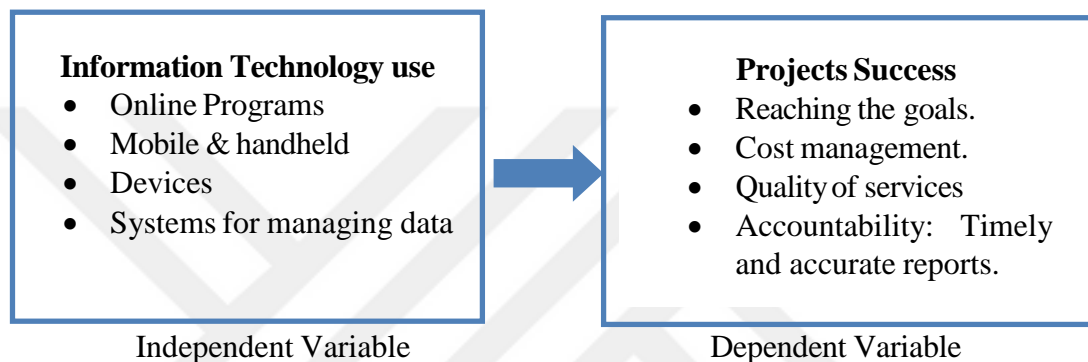 Information Technology use
• Online Programs
• Mobile & handheld
• Devices
• Systems for managing data
Independent Variable
Projects Success
• Reaching the goals.
• Cost management.
• Quality of services
• Accountability: Timely
and accurate reports.
Dependent Variable